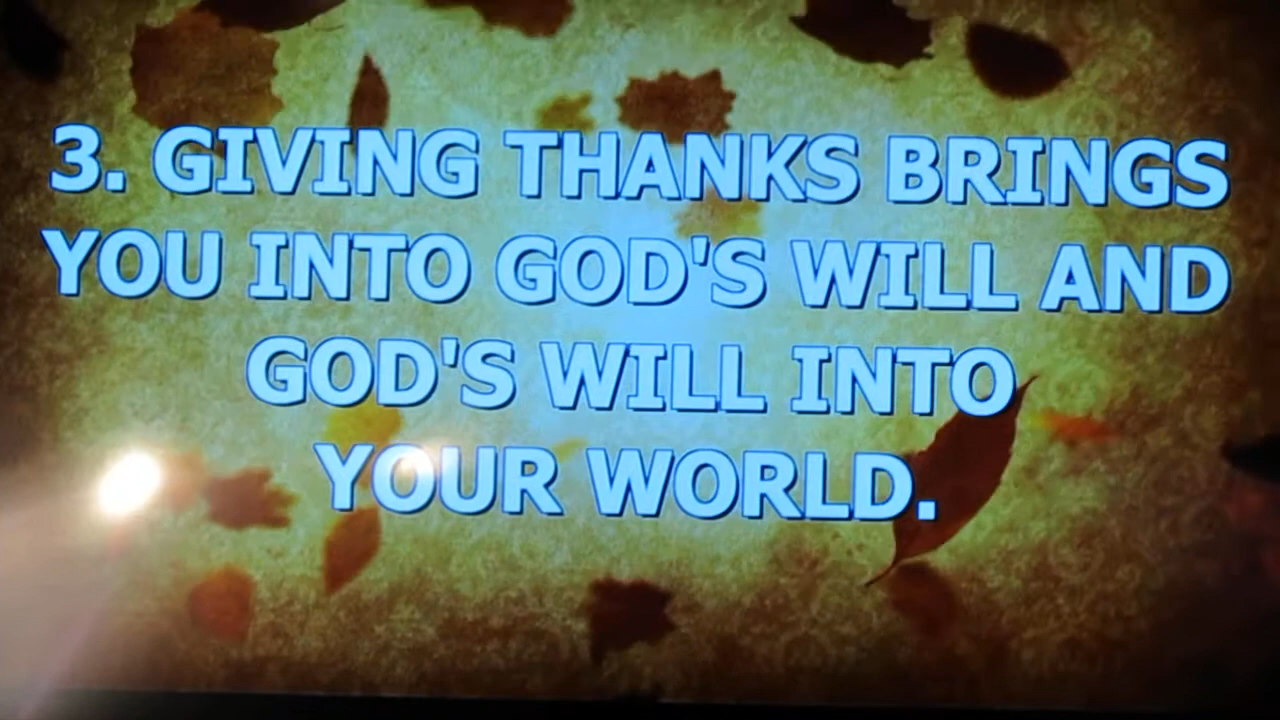 3. GIVING THANKS BRINGS
YOU INTO GOD'S WILL AND
GOD'S WILL INTO
YOUR WORLD.